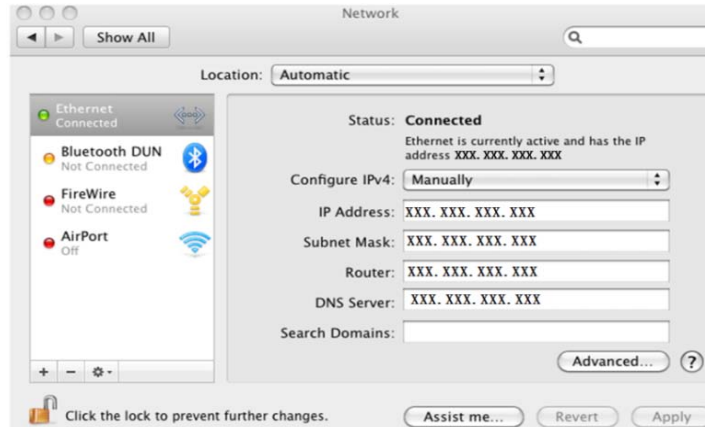 Network
Show All
Location: Automatic
Ethernet
Connected
Bluetooth DUN
Not Connected
FireWire
Not Connected
AirPort
Off
Status: Connected
Ethernet is currently active and has the IP
address XXX. XXX. XXX. XXX
Configure IPv4: Manually
IP Address: XXX. XXX. XXX. XXX
Subnet Mask: XXX. XXX. XXX. XXX
Router: XXX. XXX. XXX. XXX
DNS Server: XXX. XXX. XXX. XXX
Search Domains:
Advanced... ?
+ −
Click the lock to prevent further changes.
Assist me... Revert Apply